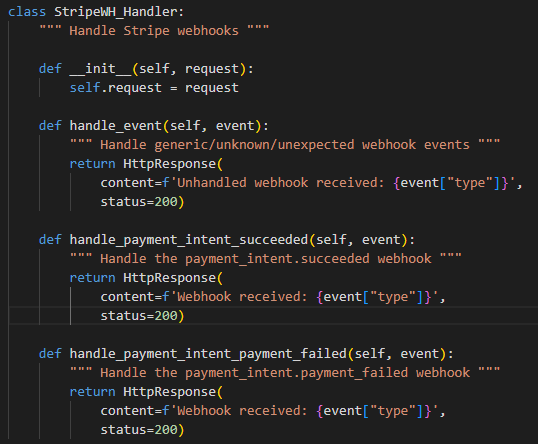 class StripeWH_Handler:
    """ Handle Stripe webhooks """
    def __init__(self, request):
        self.request = request
    def handle_event(self, event):
        """ Handle generic/unknown/unexpected webhook events """
        return HttpResponse(
            content=f'Unhandled webhook received: {event["type"]}',
            status=200)
    def handle_payment_intent_succeeded(self, event):
        """ Handle the payment_intent.succeeded webhook """
        return HttpResponse(
            content=f'Webhook received: {event["type"]}',
            status=200)
    def handle_payment_intent_payment_failed(self, event):
        """ Handle the payment_intent.payment_failed webhook """
        return HttpResponse(
            content=f'Webhook received: {event["type"]}',
            status=200)